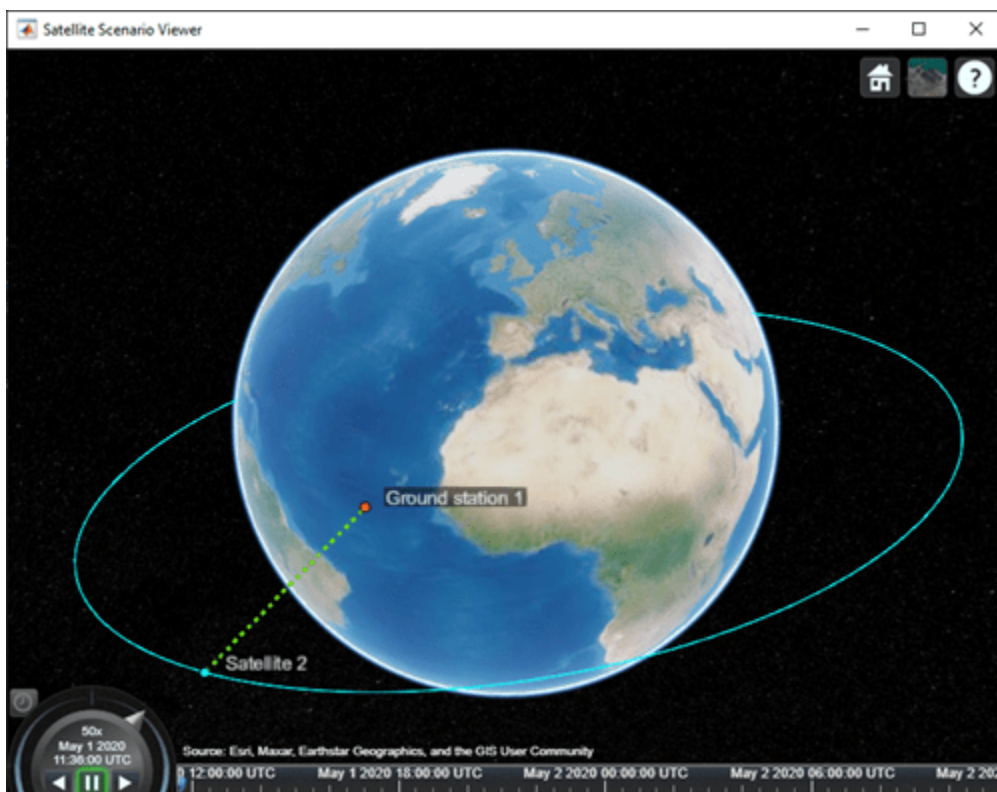 Satellite Scenario Viewer
?
Ground station 1
Satellite 2
50x
May 1 2020
11:36:00 UTC
Source: Esri, Maxar, Earthstar Geographics, and the GIS User Community
0 12:00:00 UTC May 1 2020 18:00:00 UTC May 2 2020 00:00:00 UTC May 2 2020 06:00:00 UTC May 2 202